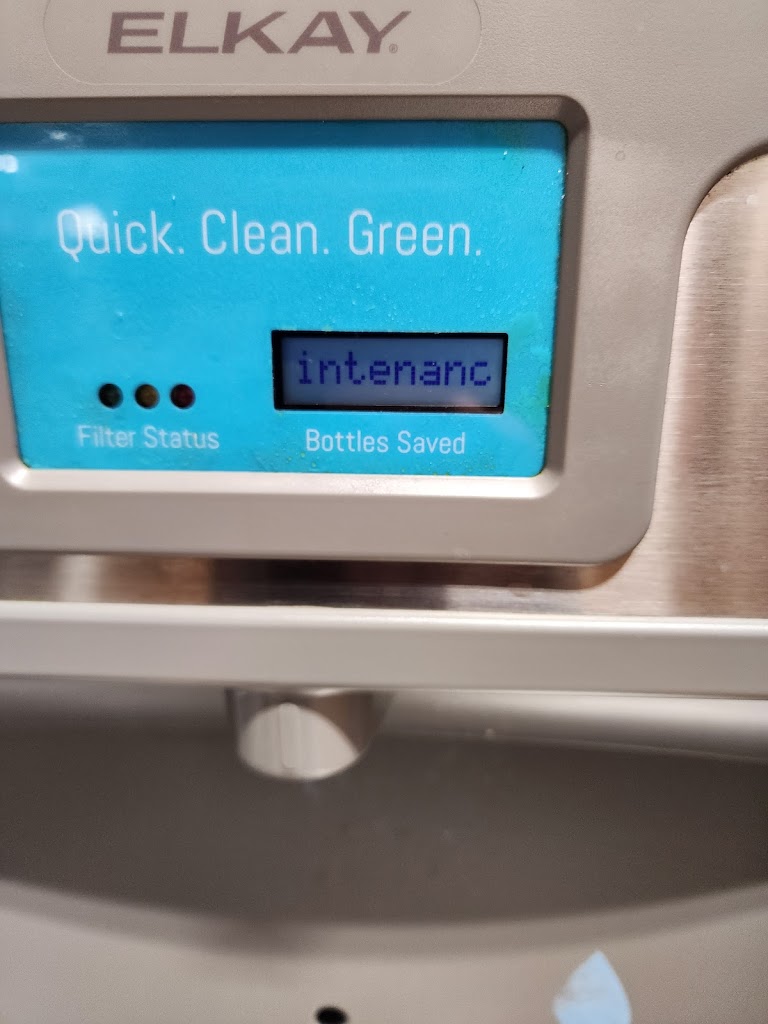 ELKAY®
Quick. Clean. Green.
intenanc
Filter Status
Bottles Saved